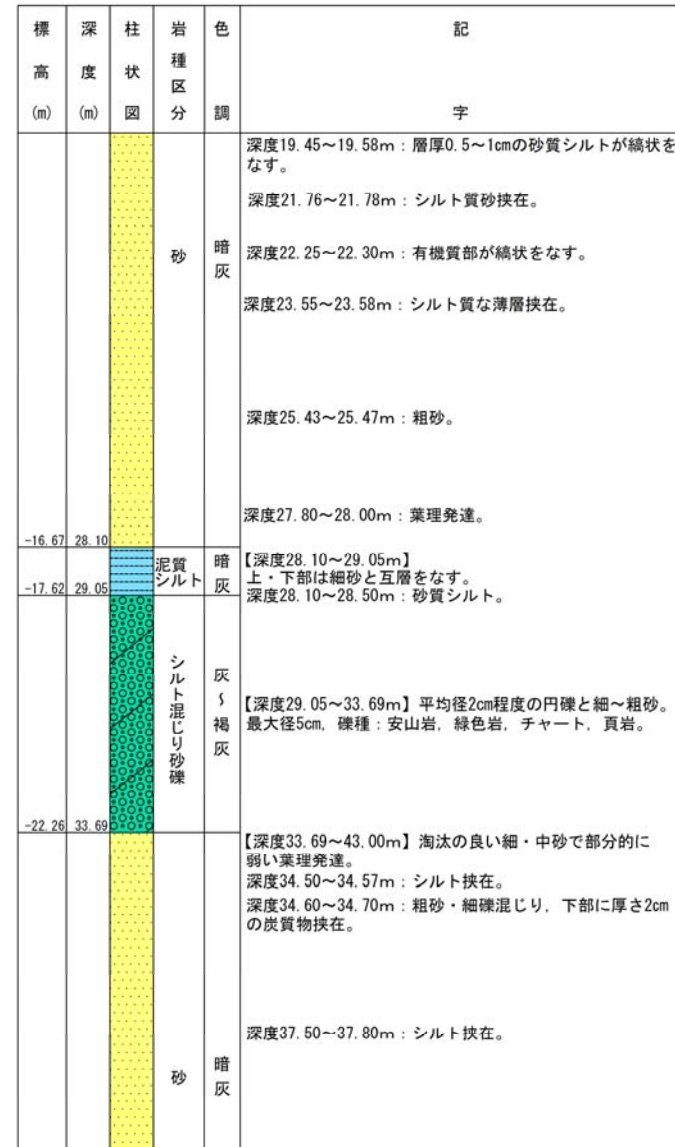 標高(m) 深度(m) 柱状図 岩種区分 色調 記字
深度19.45～19.58m：層厚0.5～1cmの砂質シルトが縞状を
なす。
深度21.76～21.78m：シルト質砂挟在。
砂 暗灰
深度22.25～22.30m：有機質部が縞状をなす。
深度23.55～23.58m：シルト質な薄層挟在。
深度25.43～25.47m：粗砂。
深度27.80～28.00m：葉理発達。
-16.67 28.10
泥質シルト 暗灰
【深度28.10～29.05m】
上・下部は細砂と互層をなす。
-17.62 29.05
深度28.10～28.50m：砂質シルト。
シルト混じり砂礫 灰～褐灰
【深度29.05～33.69m】平均径2cm程度の円礫と細～粗砂。
最大径5cm，礫種：安山岩，緑色岩，チャート，頁岩。
-22.26 33.69
【深度33.69～43.00m】淘汰の良い細・中砂で部分的に
弱い葉理発達。
深度34.50～34.57m：シルト挟在。
深度34.60～34.70m：粗砂・細礫混じり，下部に厚さ2cm
の炭質物挟在。
深度37.50～37.80m：シルト挟在。
砂 暗灰